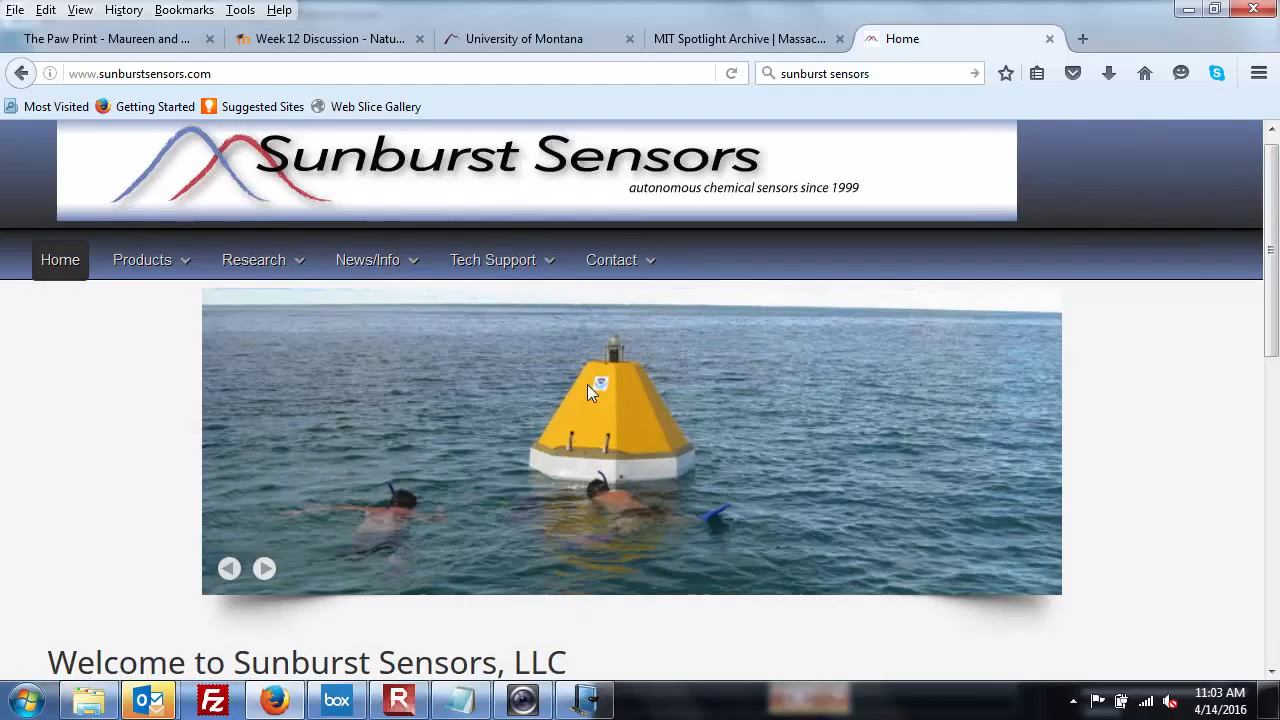 File Edit View History Bookmarks Tools Help
The Paw Print - Maureen and ...
Week 12 Discussion - Natu...
University of Montana
MIT Spotlight Archive | Massac...
Home
www.sunburstsensors.com
sunburst sensors
Most Visited Getting Started Suggested Sites Web Slice Gallery
Sunburst Sensors
autonomous chemical sensors since 1999
Home Products Research News/Info Tech Support Contact
Welcome to Sunburst Sensors, LLC
Fz
box
R
11:03 AM
4/14/2016